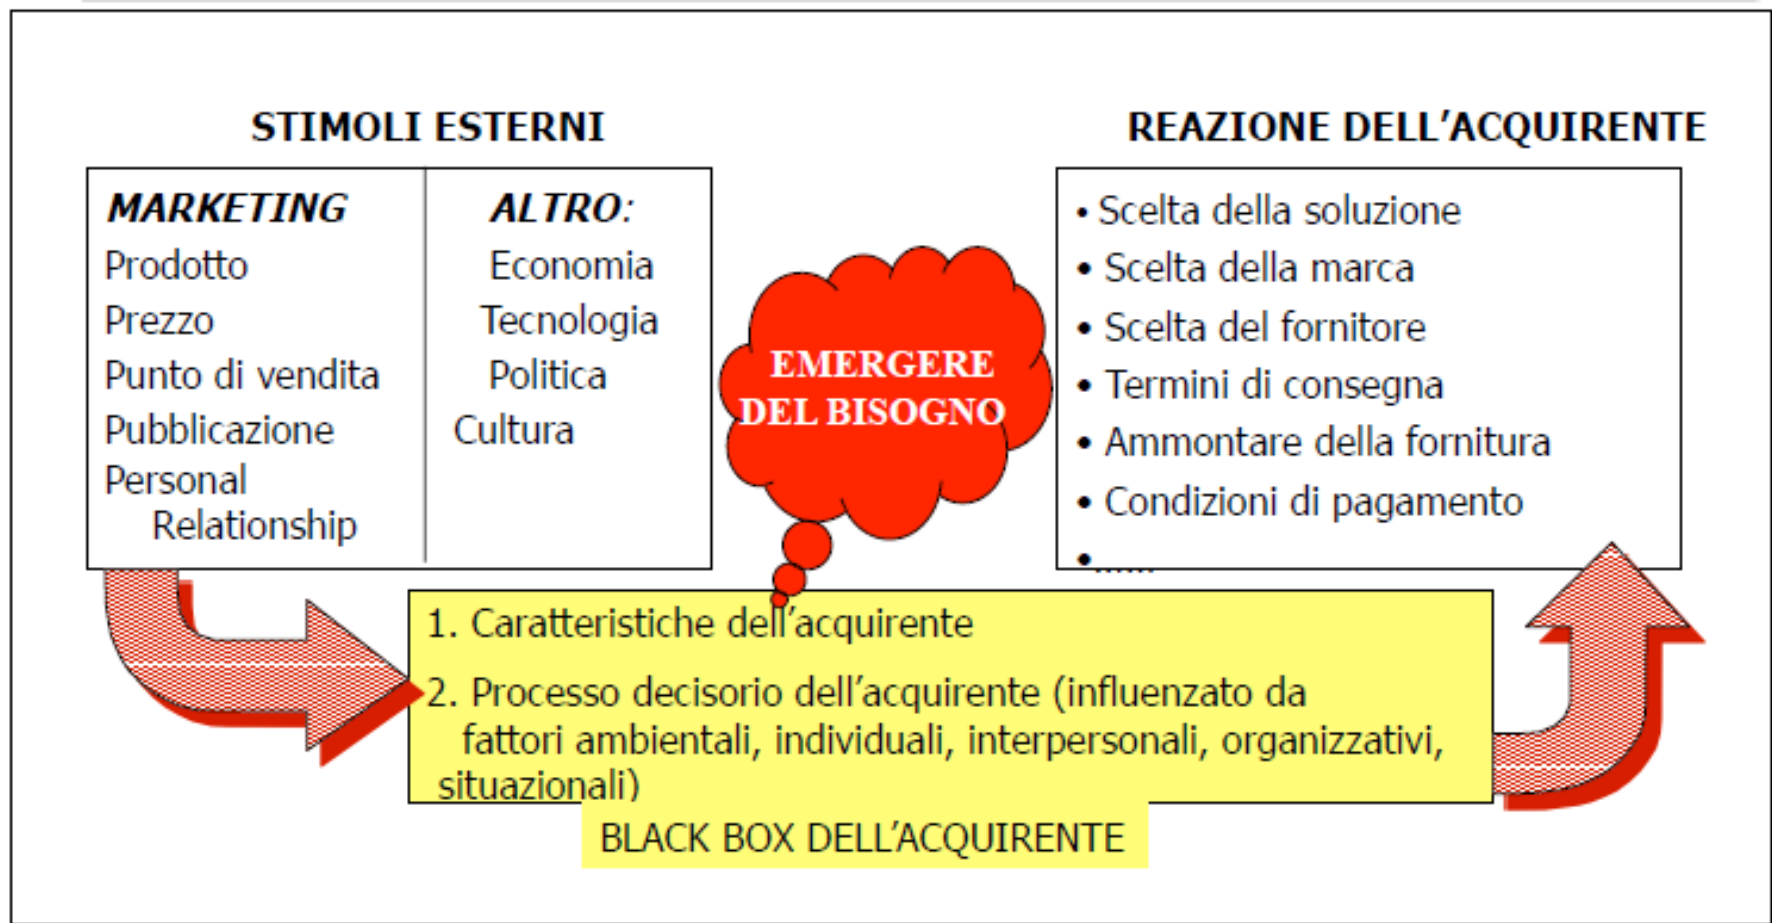 STIMOLI ESTERNI
MARKETING
Prodotto
Prezzo
Punto di vendita
Pubblicazione
Personal
Relationship
ALTRO:
Economia
Tecnologia
Politica
Cultura
EMERGERE
DEL BISOGNO
REAZIONE DELL'ACQUIRENTE
• Scelta della soluzione
• Scelta della marca
• Scelta del fornitore
• Termini di consegna
• Ammontare della fornitura
• Condizioni di pagamento
•......
1. Caratteristiche dell'acquirente
2. Processo decisorio dell'acquirente (influenzato da
fattori ambientali, individuali, interpersonali, organizzativi,
situazionali)
BLACK BOX DELL'ACQUIRENTE